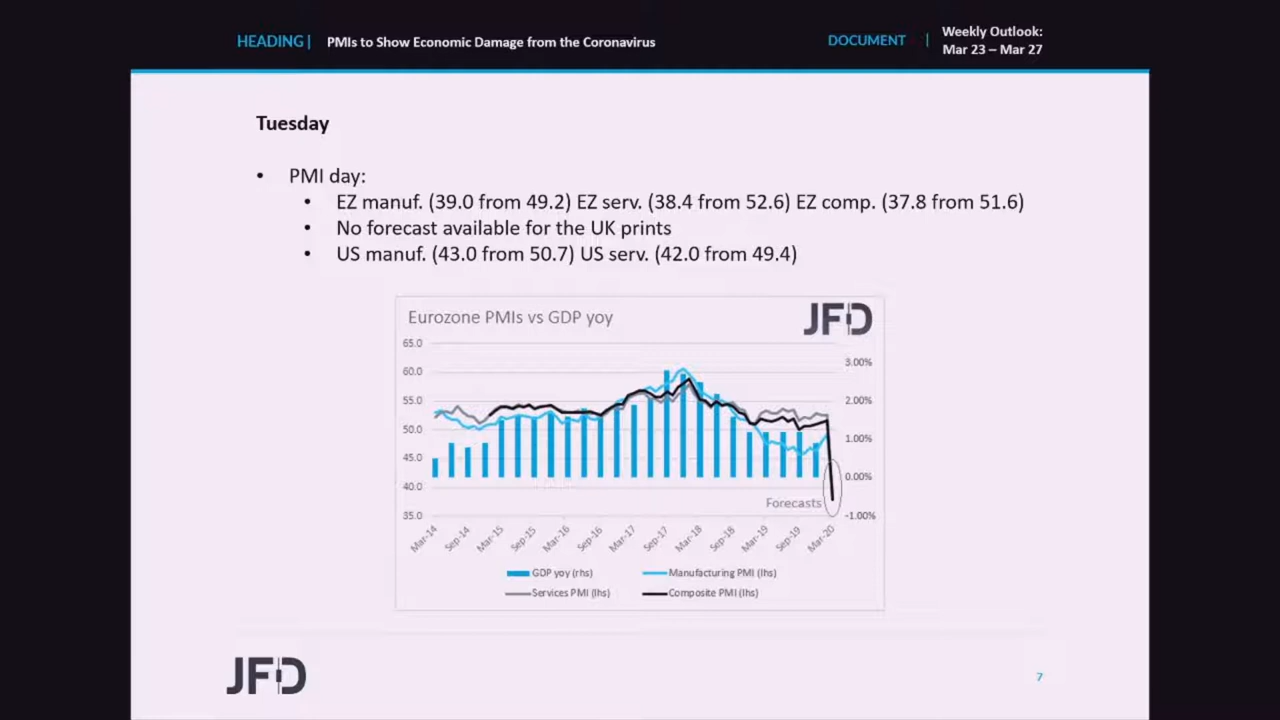 HEADING |
PMIs to Show Economic Damage from the Coronavirus
DOCUMENT |
Weekly Outlook:
Mar 23 – Mar 27
Tuesday
• PMI day:
• EZ manuf. (39.0 from 49.2) EZ serv. (38.4 from 52.6) EZ comp. (37.8 from 51.6)
• No forecast available for the UK prints
• US manuf. (43.0 from 50.7) US serv. (42.0 from 49.4)
Eurozone PMIs vs GDP yoy
JFD
65.0
60.0
55.0
50.0
45.0
40.0
35.0
3.00%
2.00%
1.00%
0.00%
-1.00%
Forecasts
Mar-14
Sep-14
Mar-15
Sep-15
Mar-16
Sep-16
Mar-17
Sep-17
Mar-18
Sep-18
Mar-19
Sep-19
Mar-20
GDP yoy (rhs)
Manufacturing PMI (lhs)
Services PMI (lhs)
Composite PMI (lhs)
JFD
7